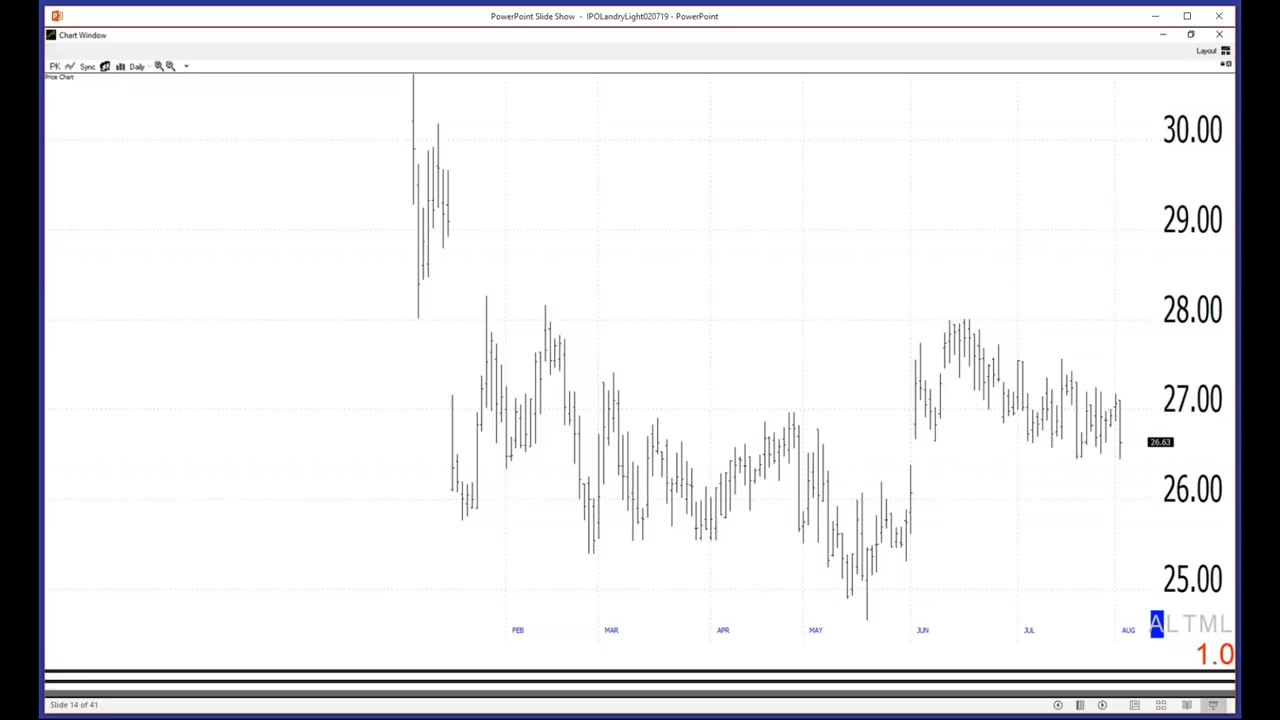 PowerPoint Slide Show - IPOLandryLight020719 - PowerPoint
Chart Window
Layout
PK Sync Daily
Price Chart
30.00
29.00
28.00
27.00
26.63
26.00
25.00
ALTML
FEB MAR APR MAY JUN JUL AUG
1.0
Slide 14 of 41